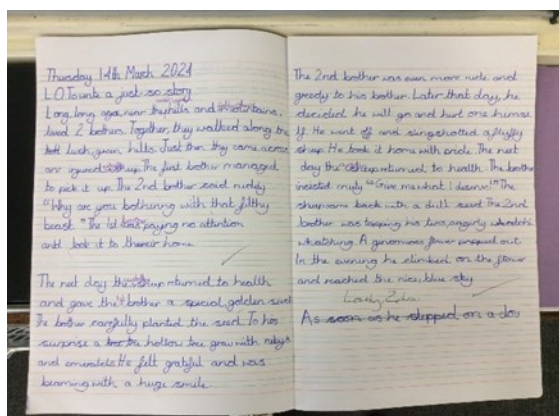 Thursday 14th March 2024
L.O. To write a just so story
Long, long ago, near the hills and mountains,
lived 2 brothers. Together, they walked along the
lush, green hills. Just then they came across
an injured sheep. The first brother managed
to pick it up. The 2nd brother said rudely
"Why are you bothering with that filthy
beast." The 1st was paying no attention
and took it to their home.
The next day the sheep returned to health
and gave the brother a special, golden seed.
The brother carefully planted the seed. To his
surprise a hollow tree grew with rubys
and emeralds. He felt grateful and was
beaming with a huge smile.
The 2nd brother was even more rude and
greedy to his brother. Later that day, he
decided he will go and hurt one himse
lf. He went off and slingshotted a fluffy
sheep. He took it home with pride. The next
day the sheep returned to health. The brother
insisted "Give me what I deserve!" The
sheep came back with a dull seed. The 2nd
brother was tapping his toes, angrily
whatching. A ginormous flower out.
In the evening he climbed on the flower
and reached the nice, blue sky
As soon as he stepped on a